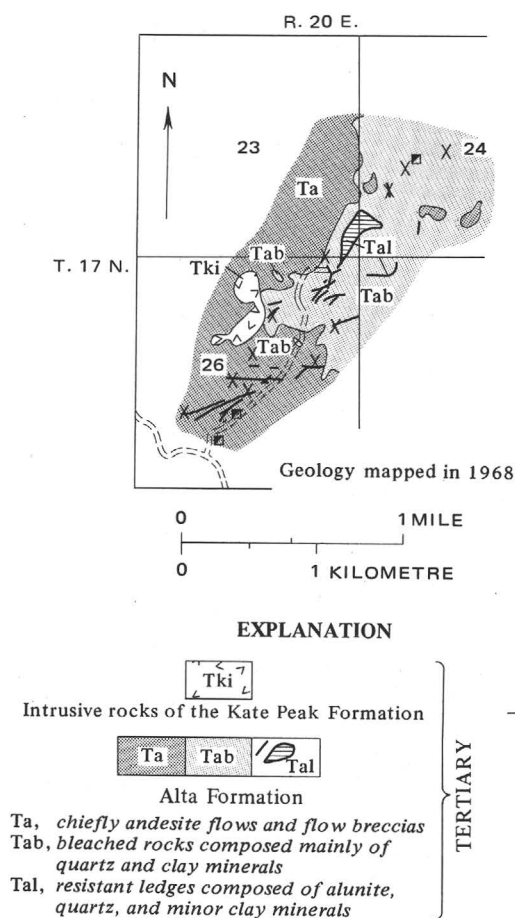 R. 20 E.
N
23
24
Ta
Tal
Tab
Tki
T. 17 N.
Tab
Tab
26
Geology mapped in 1968
0 1 MILE
0 1 KILOMETRE
EXPLANATION
Tki
Intrusive rocks of the Kate Peak Formation
Ta Tab Tal
Alta Formation
Ta, chiefly andesite flows and flow breccias
Tab, bleached rocks composed mainly of
quartz and clay minerals
Tal, resistant ledges composed of alunite,
quartz, and minor clay minerals
TERTIARY